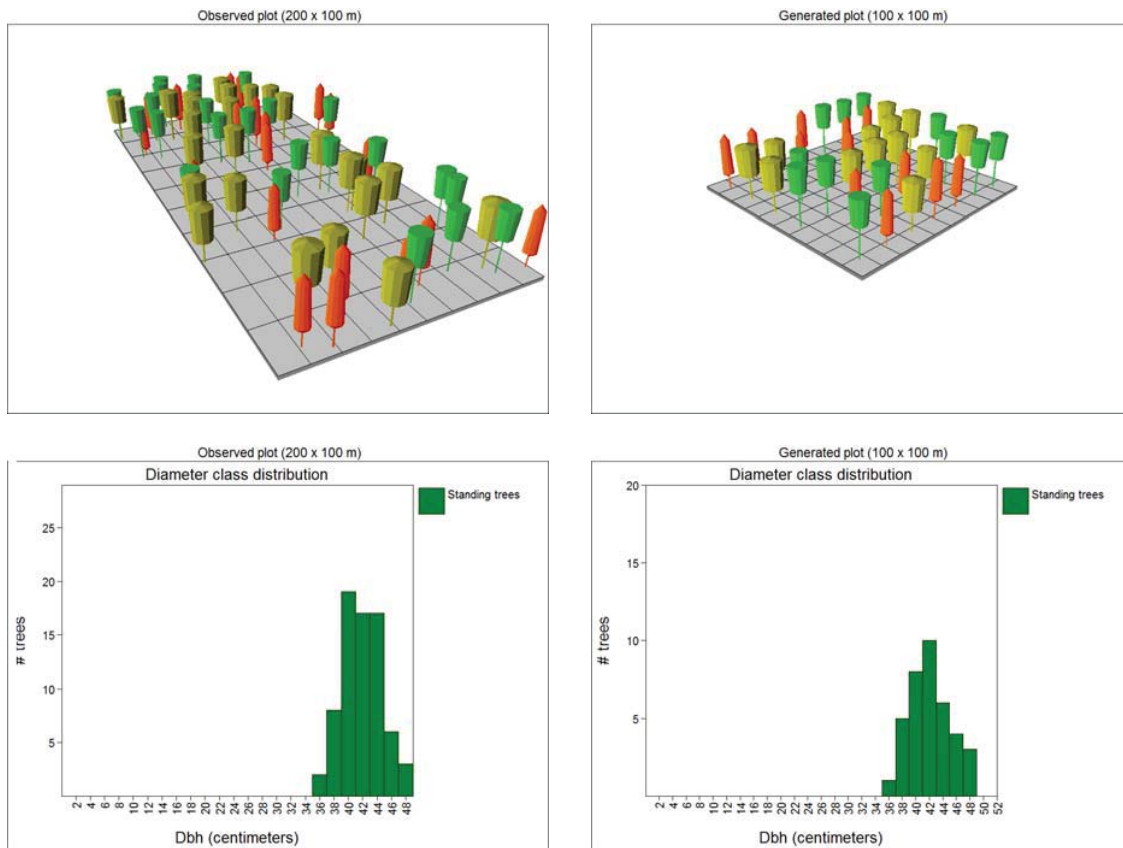 Observed plot (200 x 100 m)
Generated plot (100 x 100 m)
Observed plot (200 x 100 m)
Diameter class distribution
Standing trees
# trees
25
20
15
10
5
2 4 6 8 10 12 14 16 18 20 22 24 26 28 30 32 34 36 38 40 42 44 46 48
Dbh (centimeters)
Generated plot (100 x 100 m)
Diameter class distribution
Standing trees
# trees
20
15
10
5
2 4 6 8 10 12 14 16 18 20 22 24 26 28 30 32 34 36 38 40 42 44 46 48 50 52
Dbh (centimeters)